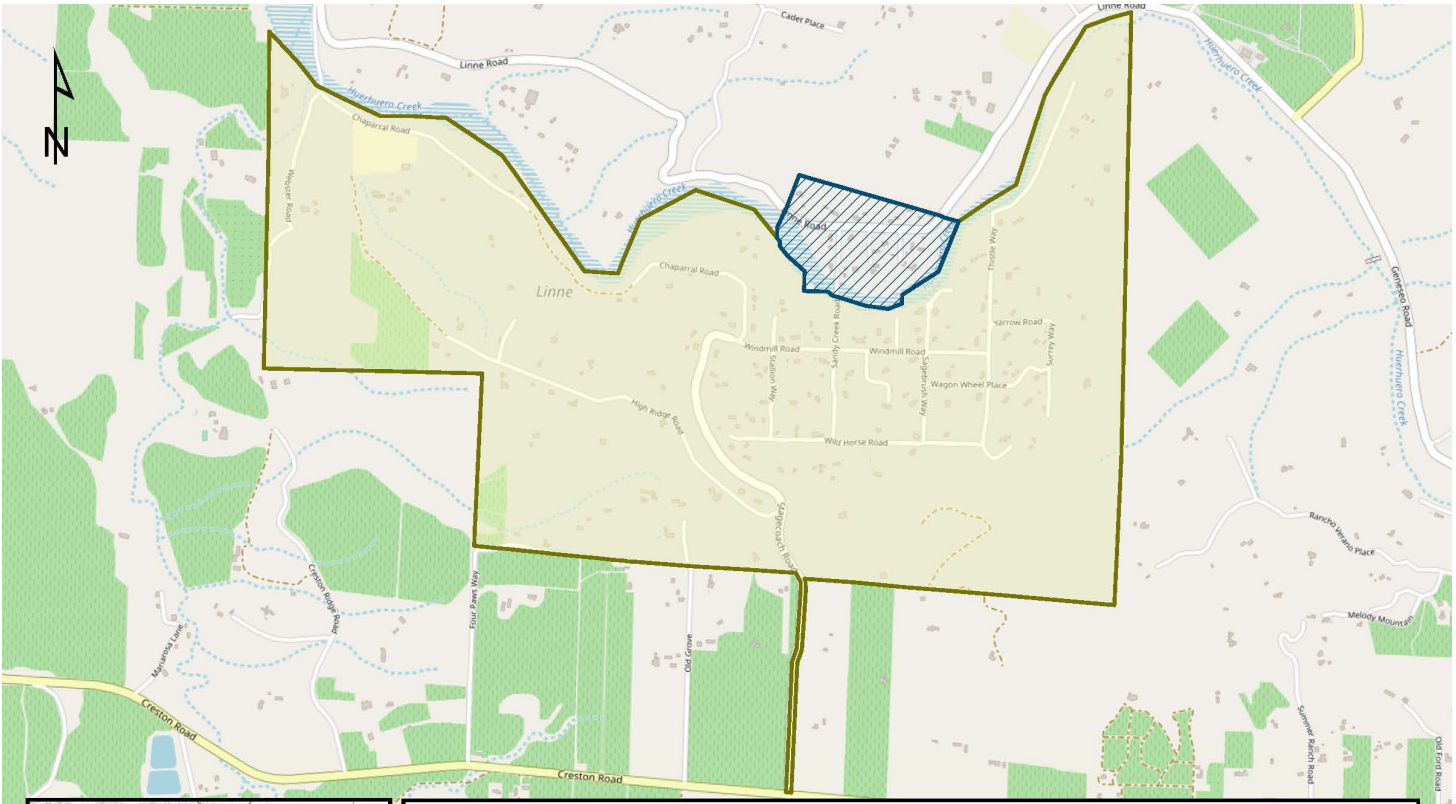 Linne Road
Cadet Place
Linne Road
Huerhuero Creek
Huerhuero Creek
Chaparral Road
N
Webster Road
Huerhuero Creek
Road
Thistle Way
Geneseo Road
Chaparral Road
Linne
Sandy Creek Road
Harrow Road
Surrey Way
Windmill Road
Windmill Road
Stallion Way
Sagebrush Way
Wagon Wheel Place
Huerhuero Creek
High Ridge Road
Wild Horse Road
Stagecoach Road
Rancho Verano Place
Creston Ridge Road
Four Paws Way
Melody Mountain
Mariarosa Lane
Old Grove
Creston Road
Summer Ranch Road
Old Ford Road
Creston Road